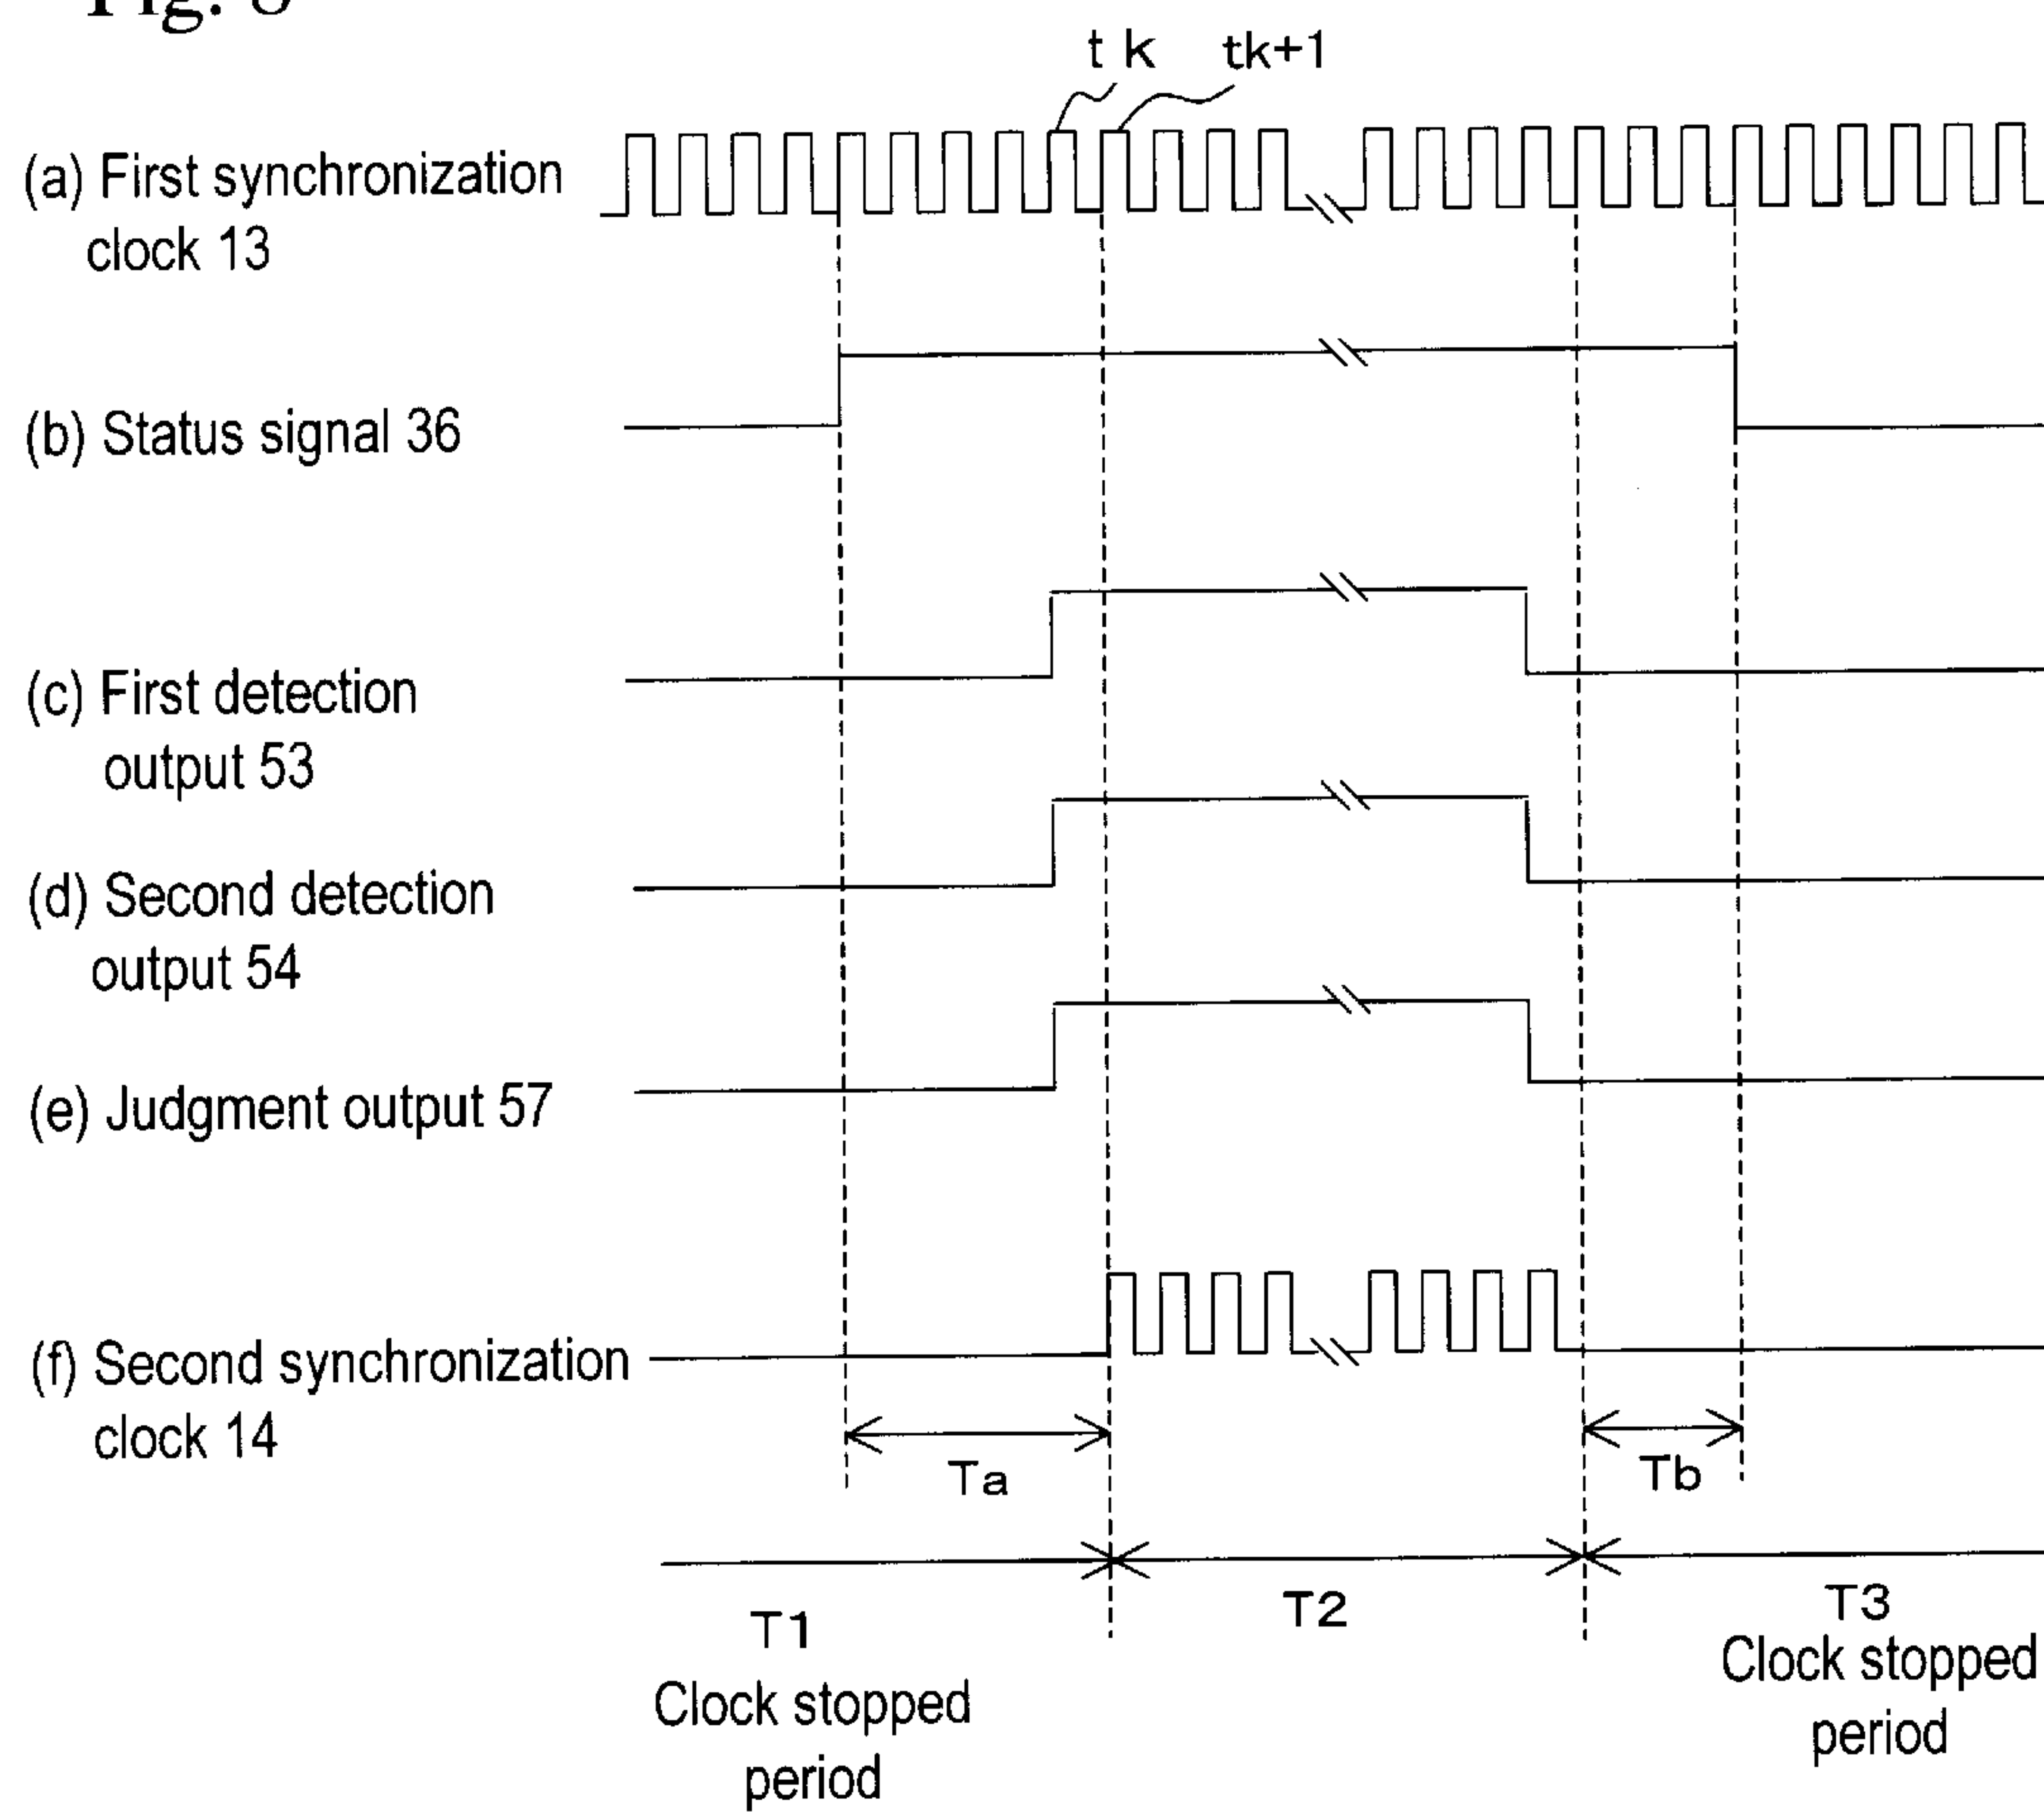 Fig.
t k tk+1
(a) First synchronization
clock 13
(b) Status signal 36
(c) First detection
output 53
(d) Second detection
output 54
(e) Judgment output 57
(f) Second synchronization
clock 14
Ta
Tb
T1
Clock stopped
period
T2
T3
Clock stopped
period